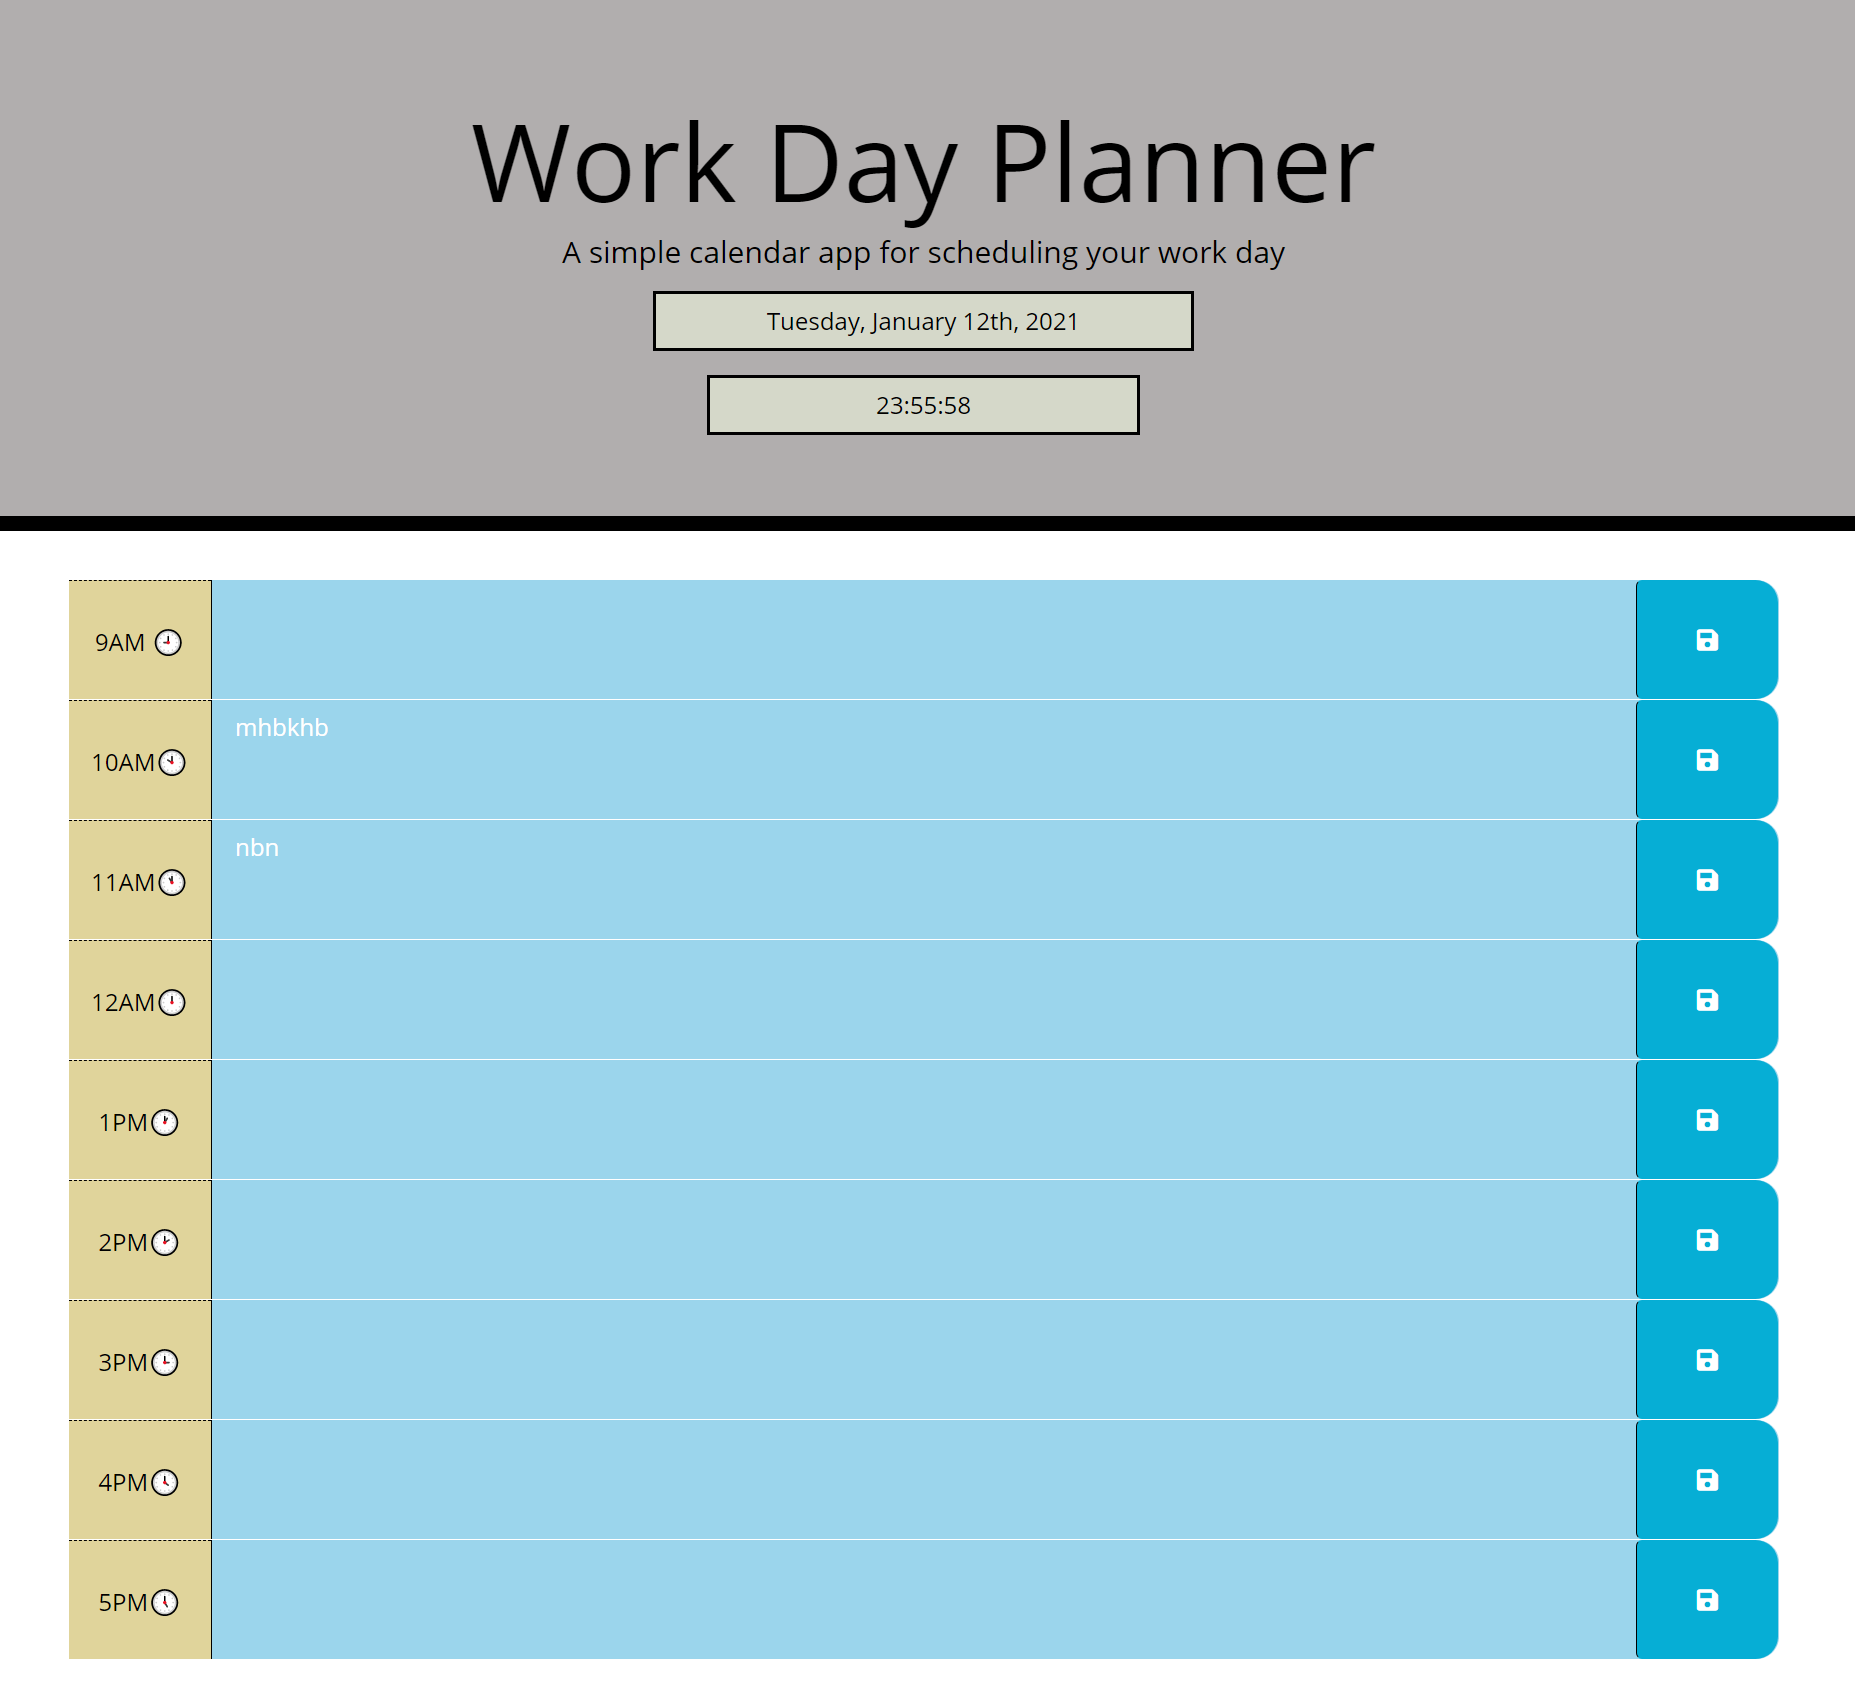 Work Day Planner
A simple calendar app for scheduling your work day
Tuesday, January 12th, 2021
23:55:58
9AM
10AM
mhbkhb
11AM
nbn
12AM
1PM
2PM
3PM
4PM
5PM